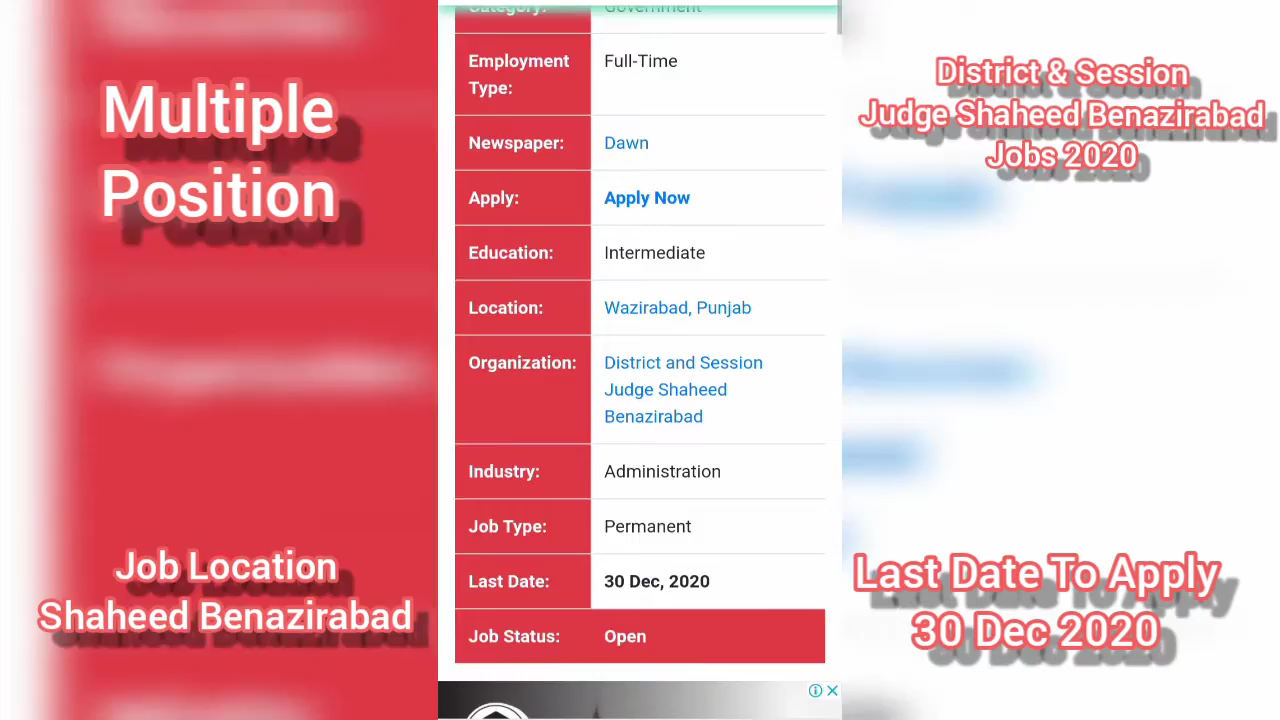 Multiple
Position
Job Location
Shaheed Benazirabad
Category:
Government
Employment
Type:
Full-Time
Newspaper:
Dawn
Apply:
Apply Now
Education:
Intermediate
Location:
Wazirabad, Punjab
Organization:
District and Session
Judge Shaheed
Benazirabad
Industry:
Administration
Job Type:
Permanent
Last Date:
30 Dec, 2020
Job Status:
Open
District & Session
Judge Shaheed Benazirabad
Jobs 2020
Last Date To Apply
30 Dec 2020